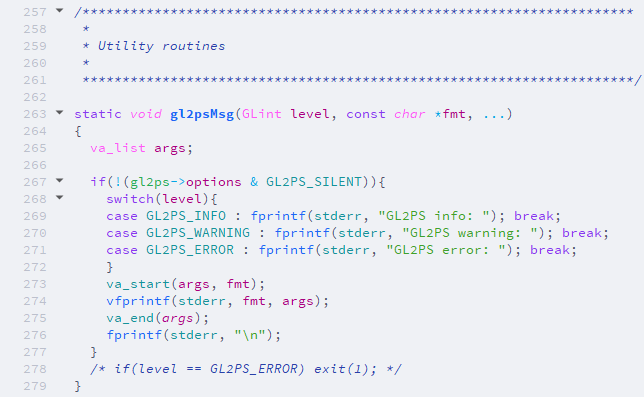 257 /*********************************************************************
258 *
259 * Utility routines
260 *
261 *********************************************************************/
262
263 static void gl2psMsg(GLint level, const char *fmt, ...)
264 {
265 va_list args;
266
267 if(!(gl2ps->options & GL2PS_SILENT)){
268 switch(level){
269 case GL2PS_INFO : fprintf(stderr, "GL2PS info: "); break;
270 case GL2PS_WARNING : fprintf(stderr, "GL2PS warning: "); break;
271 case GL2PS_ERROR : fprintf(stderr, "GL2PS error: "); break;
272 }
273 va_start(args, fmt);
274 vfprintf(stderr, fmt, args);
275 va_end(args);
276 fprintf(stderr, "\n");
277 }
278 /* if(level == GL2PS_ERROR) exit(1); */
279 }